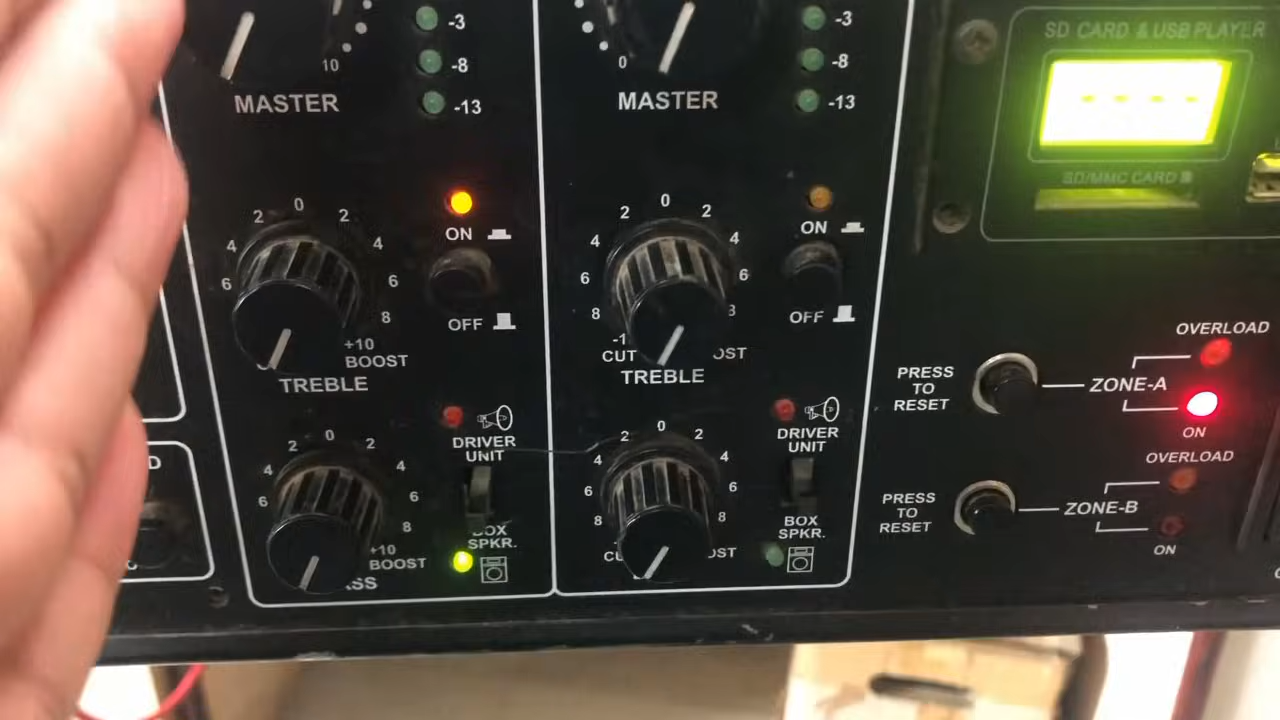 -3
-8
10
-13
MASTER
-3
-8
0
-13
MASTER
SD CARD & USB PLAYER
SD/MMC CARD
2 0 2
4 4
6 6
8
+10
BOOST
TREBLE
ON
OFF
2 0 2
4 4
6 6
8
CUT
TREBLE
ON
OFF
PRESS
TO
RESET
ZONE-A
OVERLOAD
ON
DRIVER
UNIT
BOX
SPKR.
DRIVER
UNIT
BOX
SPKR.
2 0 2
4 4
6 6
8
+10
BOOST
2 0 2
4 4
6 6
8 8
PRESS
TO
RESET
ZONE-B
OVERLOAD
ON